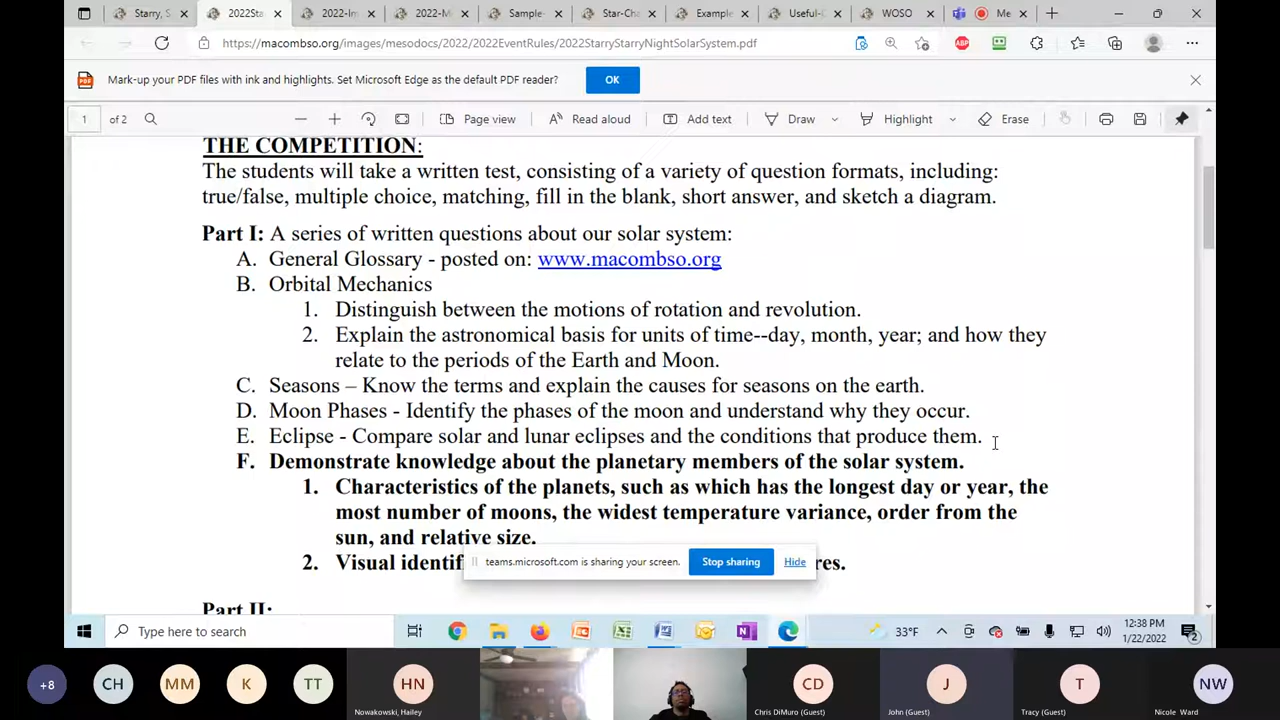 Starry, S
2022Sta
2022-In
2022-M
Sample-
Star-Cha
Example
Useful-
WOSO
Me
https://macombso.org/images/mesodocs/2022/2022EventRules/2022StarryStarryNightSolarSystem.pdf
ABP
Mark-up your PDF files with ink and highlights. Set Microsoft Edge as the default PDF reader?
OK
1 of 2
Page view
Read aloud
Add text
Draw
Highlight
Erase
THE COMPETITION:
The students will take a written test, consisting of a variety of question formats, including:
true/false, multiple choice, matching, fill in the blank, short answer, and sketch a diagram.
Part I: A series of written questions about our solar system:
A. General Glossary - posted on: www.macombso.org
B. Orbital Mechanics
1. Distinguish between the motions of rotation and revolution.
2. Explain the astronomical basis for units of time--day, month, year; and how they
relate to the periods of the Earth and Moon.
C. Seasons – Know the terms and explain the causes for seasons on the earth.
D. Moon Phases - Identify the phases of the moon and understand why they occur.
E. Eclipse - Compare solar and lunar eclipses and the conditions that produce them.
F. Demonstrate knowledge about the planetary members of the solar system.
1. Characteristics of the planets, such as which has the longest day or year, the
most number of moons, the widest temperature variance, order from the
sun, and relative size.
2. Visual identif
res.
teams.microsoft.com is sharing your screen.
Stop sharing
Hide
Part II:
Type here to search
33°F
12:38 PM
1/22/2022
2
+8
CH
MM
K
TT
HN
CD
J
T
NW
Nowakowski, Hailey
Chris DiMuro (Guest)
John (Guest)
Tracy (Guest)
Nicole Ward